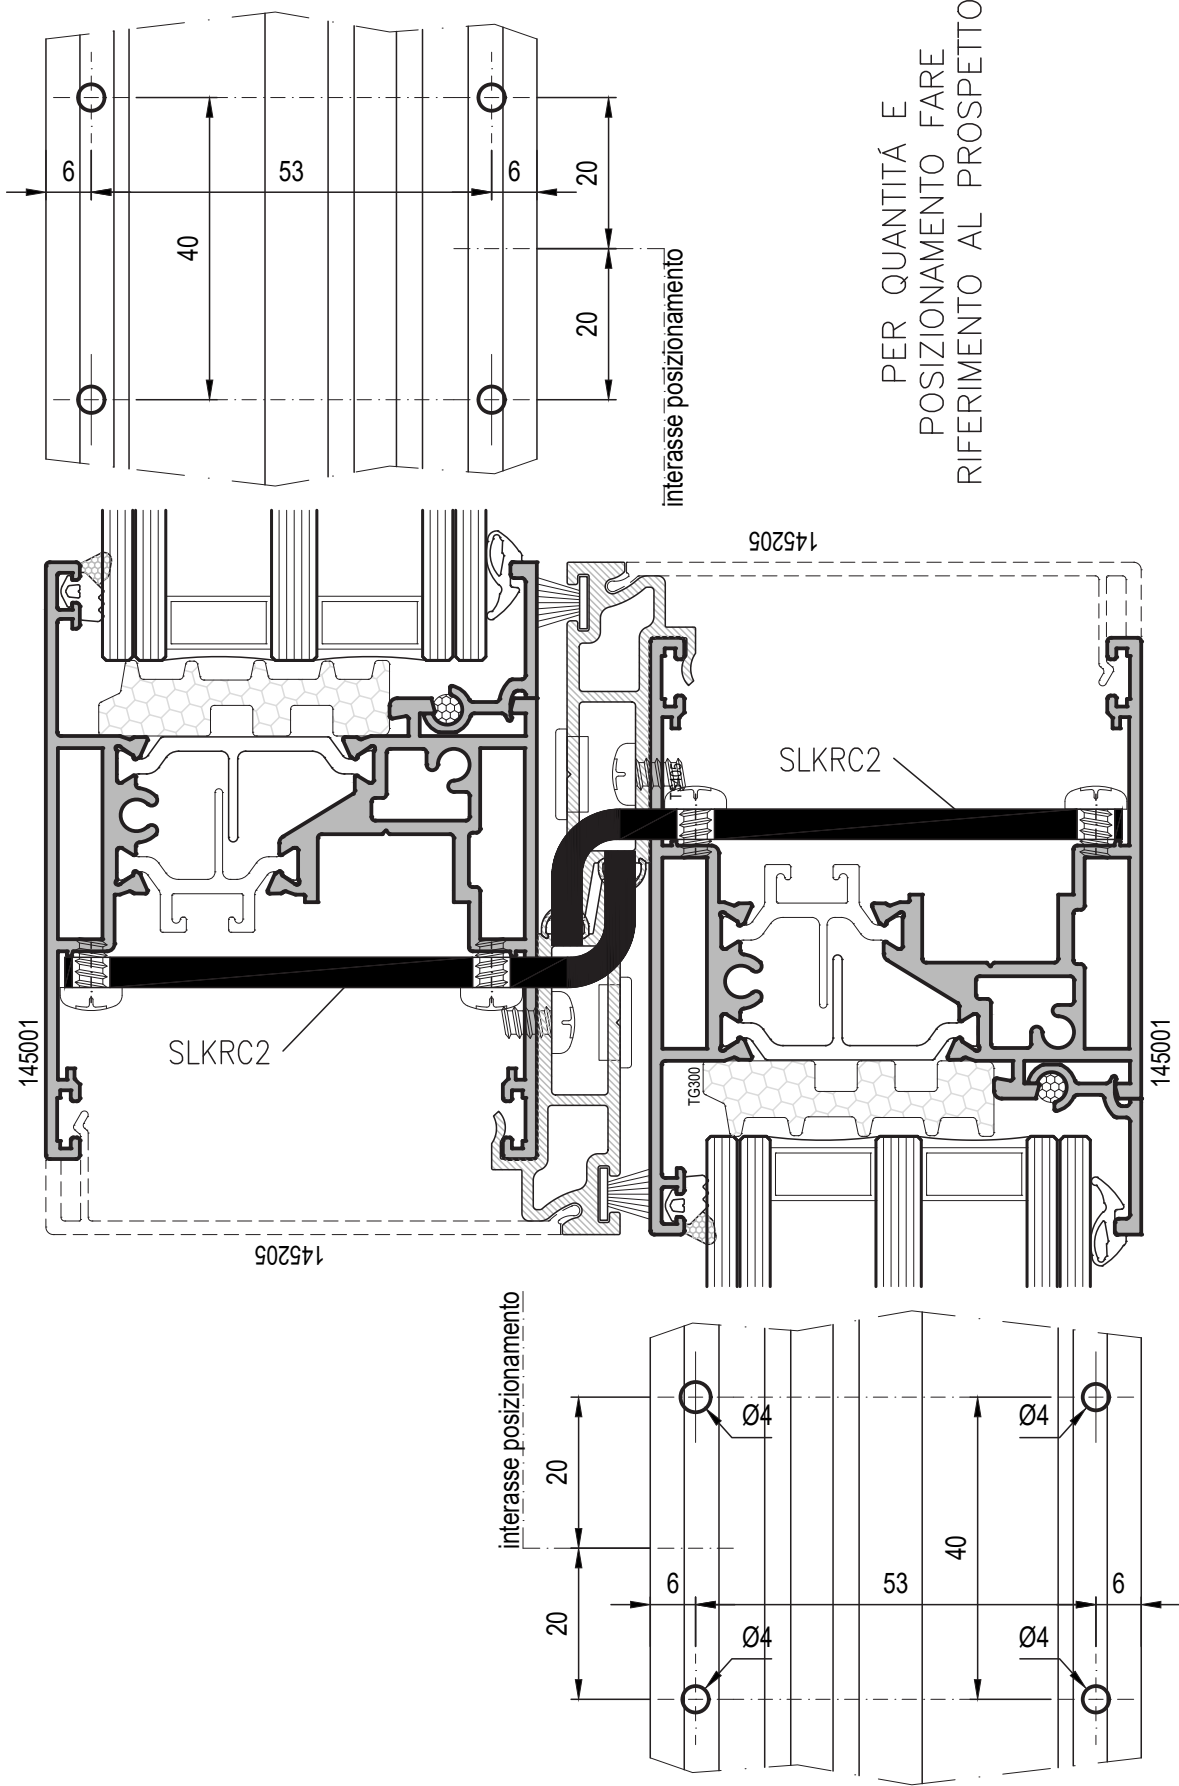 6
53
6
40
20
20
interasse posizionamento
PER QUANTITÁ E
POSIZIONAMENTO FARE
RIFERIMENTO AL PROSPETTO
145205
SLKRC2
145001
SLKRC2
TG300
145001
145205
interasse posizionamento
20
20
Ø4
Ø4
40
6
53
6
Ø4
Ø4